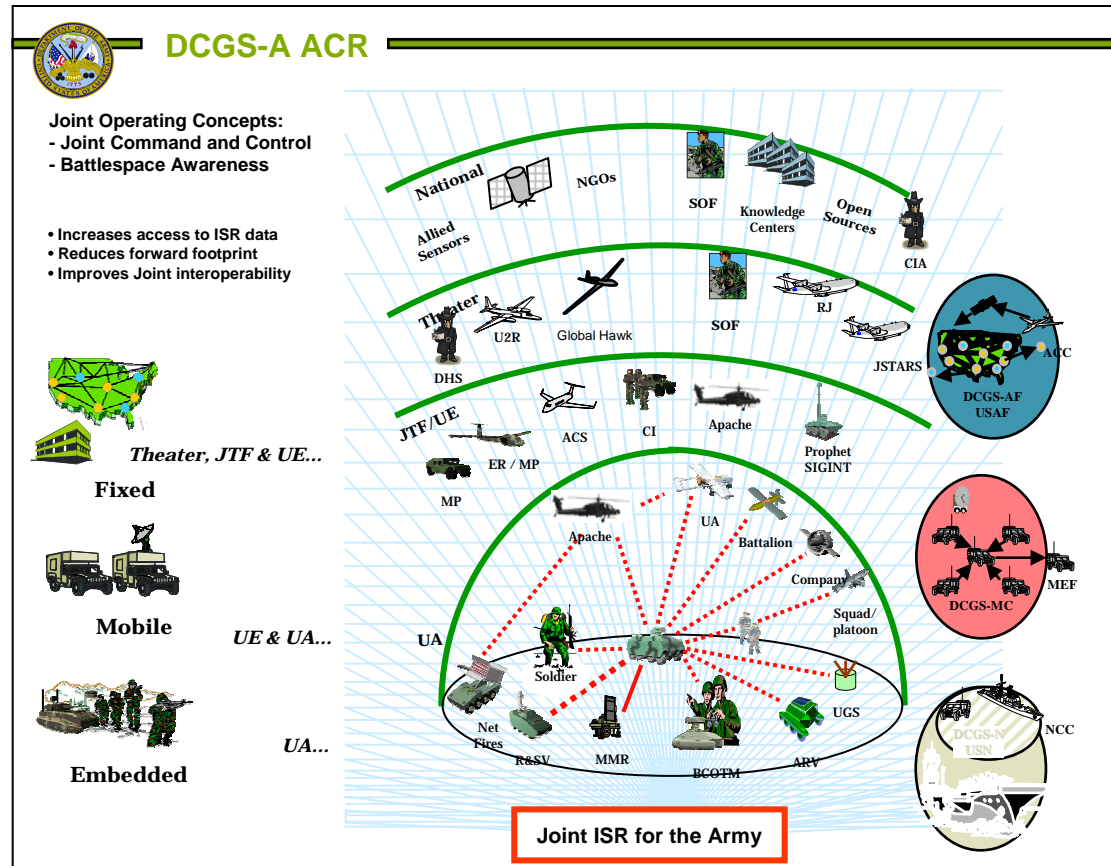 DCGS-A ACR
Joint Operating Concepts:
- Joint Command and Control
- Battlespace Awareness
• Increases access to ISR data
• Reduces forward footprint
• Improves Joint interoperability
Theater, JTF & UE...
Fixed
Mobile
UE & UA...
UA...
Embedded
National
NGOs
SOF
Knowledge
Centers
Open
Sources
CIA
Allied
Sensors
Theater
U2R
Global Hawk
SOF
RJ
JSTARS
DHS
JTF/UE
ACS
CI
Apache
Prophet
SIGINT
ER / MP
MP
Apache
UA
Battalion
Company
Squad/
platoon
UA
Soldier
Net
Fires
R&SV
MMR
BCOTM
ARV
UGS
ACC
DCGS-AF
USAF
MEF
DCGS-MC
NCC
DCGS-N
USN
Joint ISR for the Army